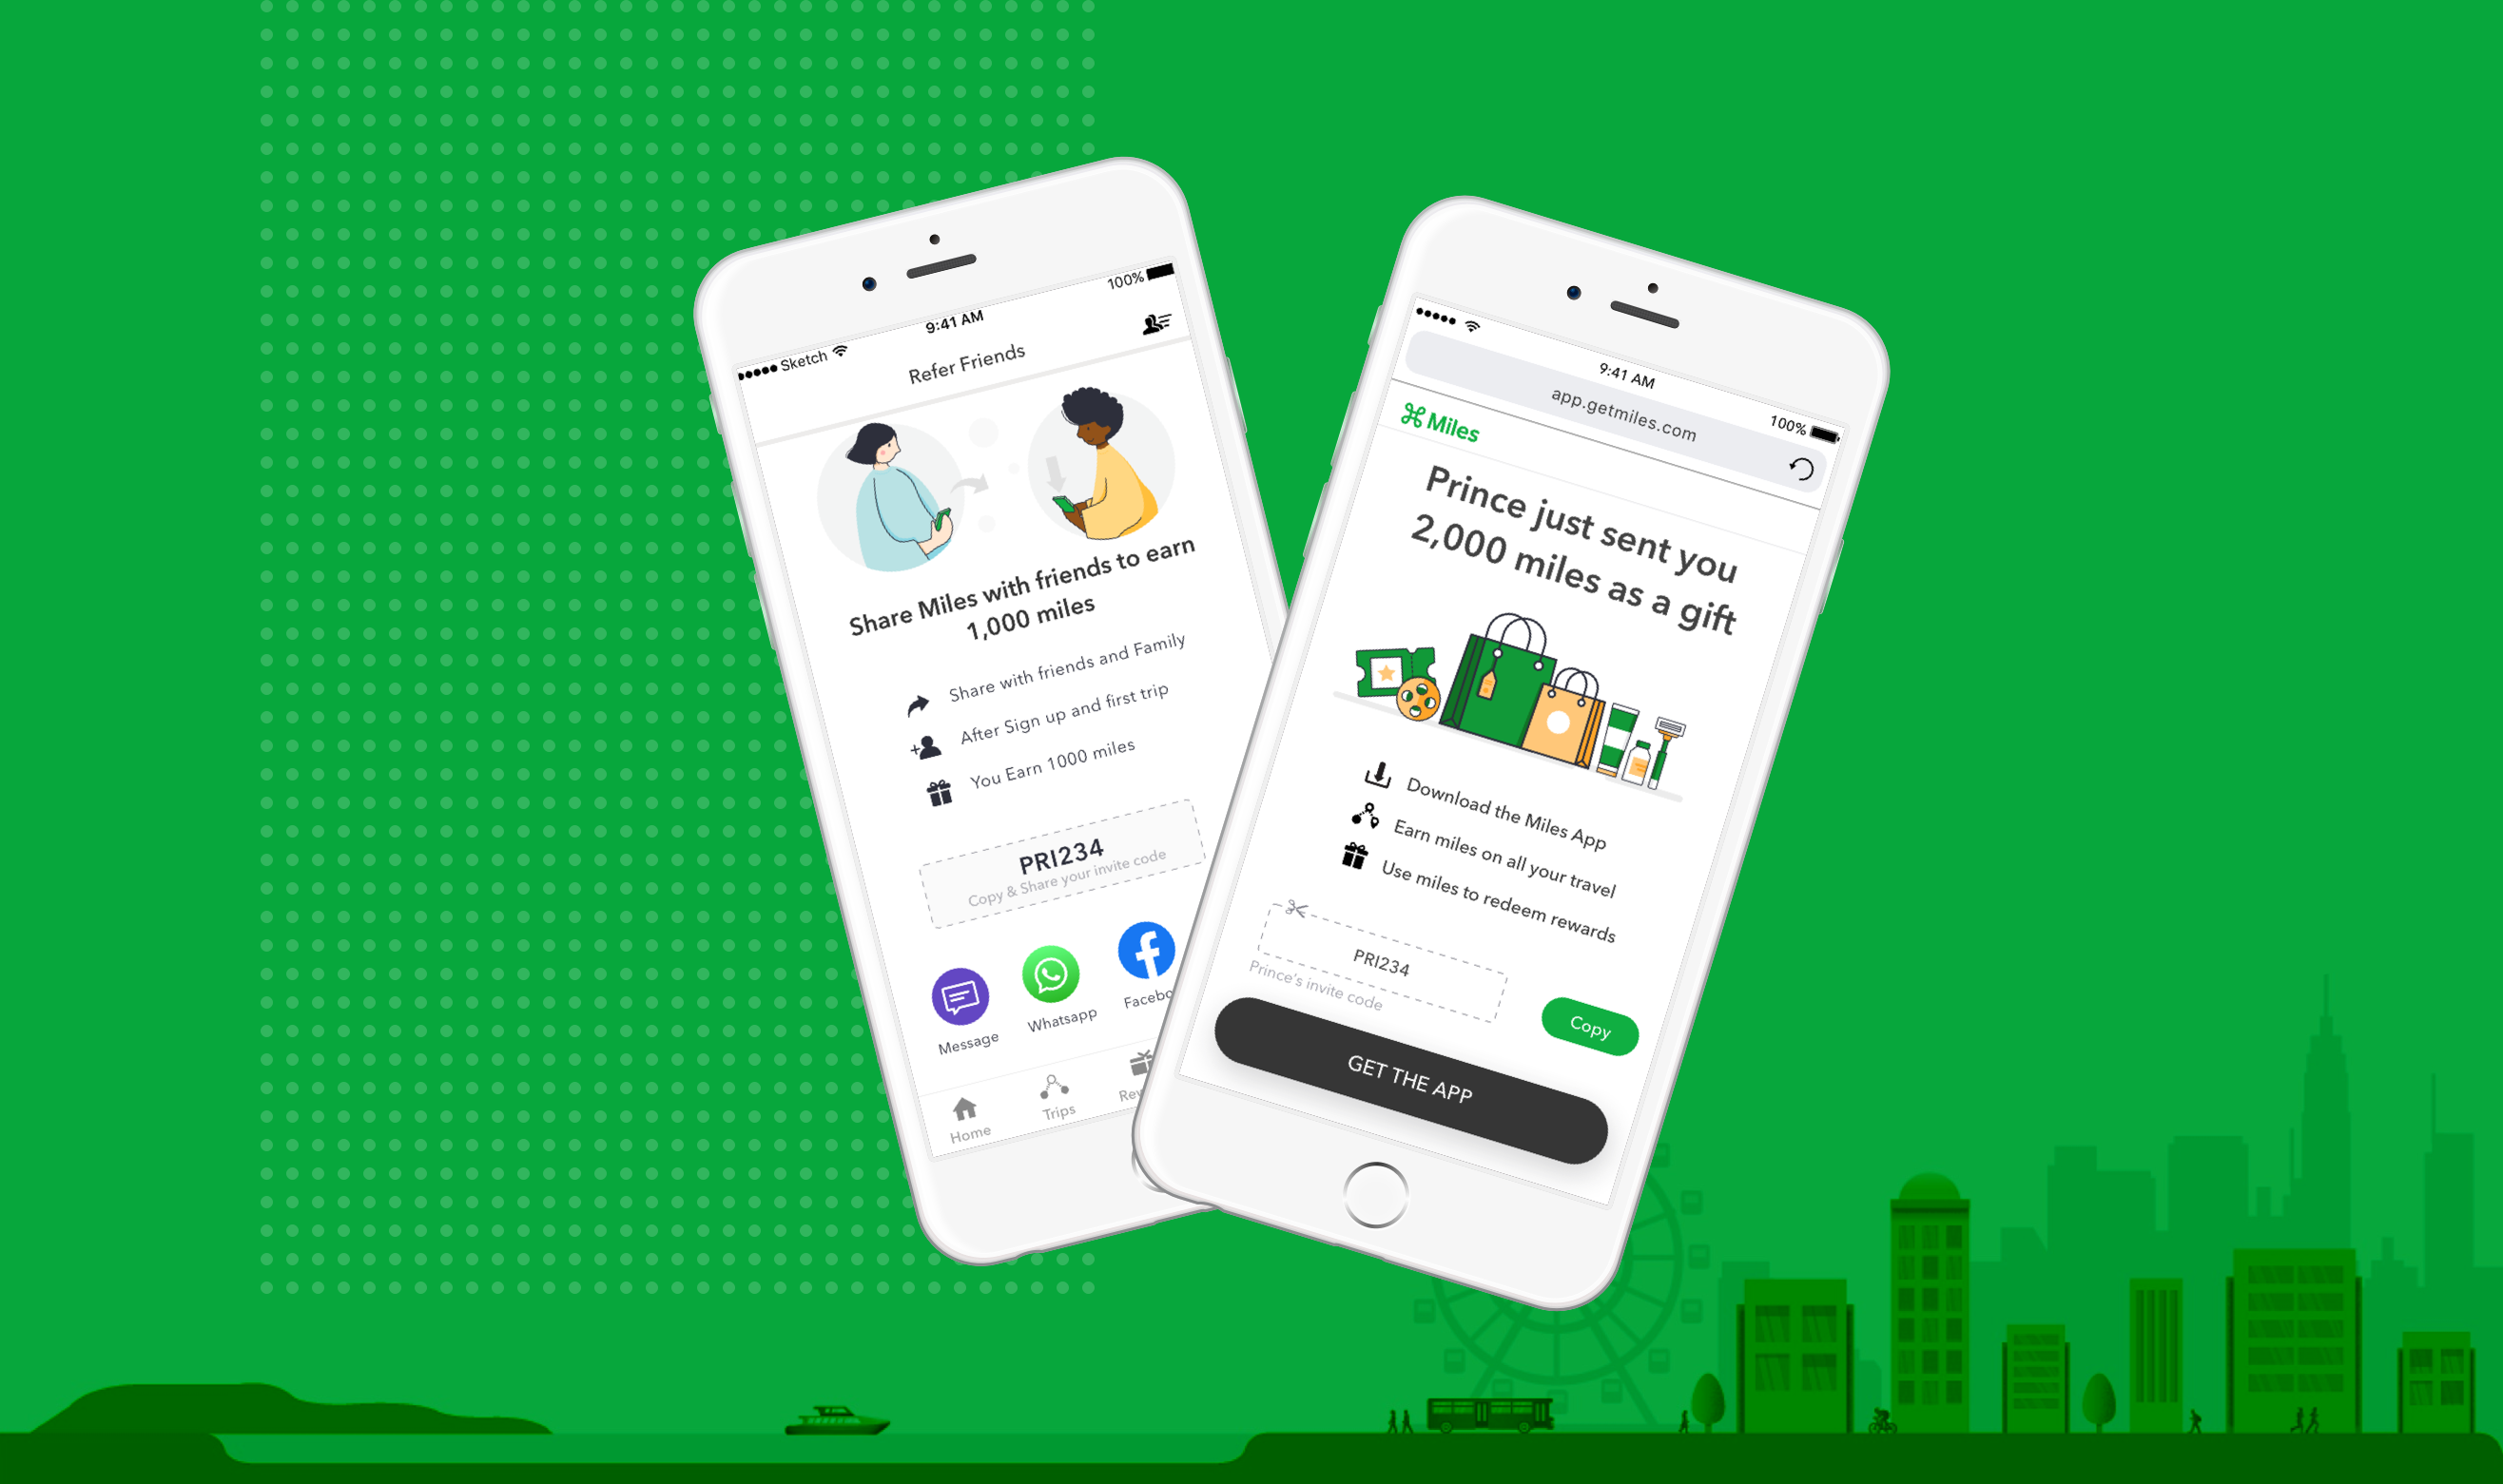 Sketch
9:41 AM
100%
Refer Friends
Share Miles with friends to earn
1,000 miles
Share with friends and Family
After Sign up and first trip
You Earn 1000 miles
PRI234
Copy & Share your invite code
Message
Whatsapp
Facebo
Home
Trips
Rew
9:41 AM
100%
app.getmiles.com
Miles
Prince just sent you
2,000 miles as a gift
Download the Miles App
Earn miles on all your travel
Use miles to redeem rewards
PRI234
Prince's invite code
Copy
GET THE APP